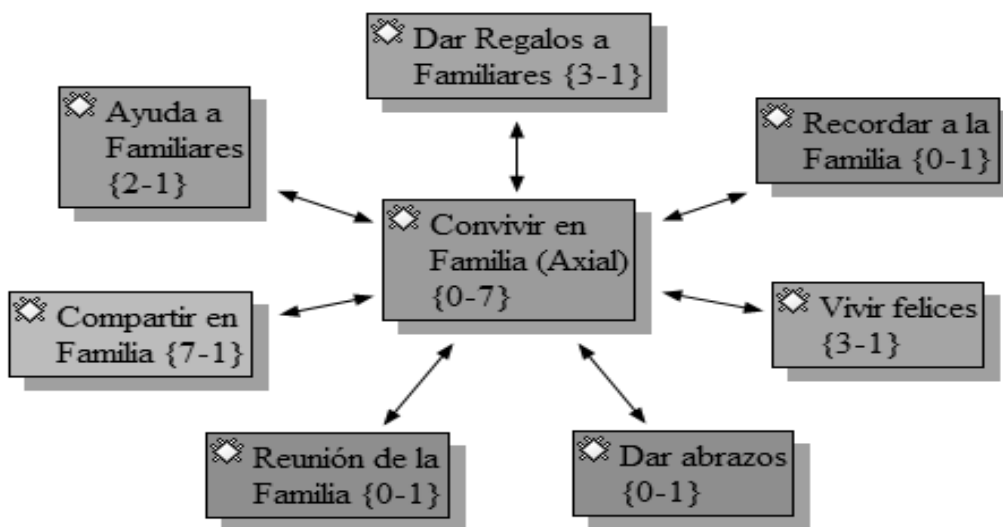 Dar Regalos a
Familiares {3-1}
Ayuda a
Familiares
{2-1}
Recordar a la
Familia {0-1}
Convivir en
Familia (Axial)
{0-7}
Compartir en
Familia {7-1}
Vivir felices
{3-1}
Reunión de la
Familia {0-1}
Dar abrazos
{0-1}